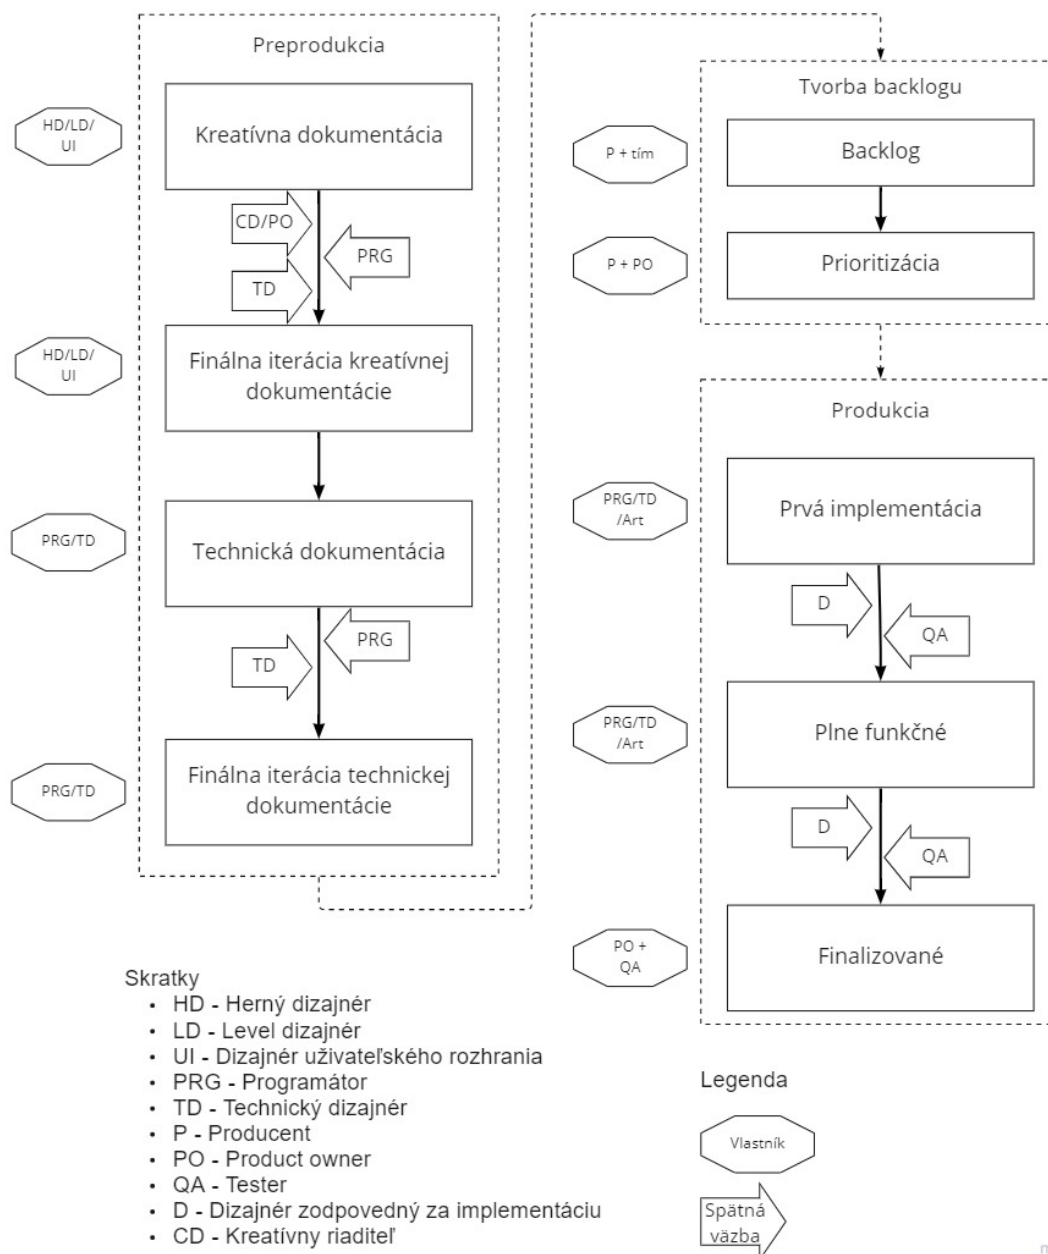 Preprodukcia
HD/LD/
UI
Kreatívna dokumentácia
CD/PO
PRG
TD
HD/LD/
UI
Finálna iterácia kreatívnej
dokumentácie
PRG/TD
Technická dokumentácia
PRG
TD
PRG/TD
Finálna iterácia technickej
dokumentácie
Tvorba backlogu
P + tím
Backlog
P + PO
Prioritizácia
Produkcia
PRG/TD
/Art
Prvá implementácia
D
QA
PRG/TD
/Art
Plne funkčné
D
QA
PO +
QA
Finalizované
Skratky
• HD - Herný dizajnér
• LD - Level dizajnér
• UI - Dizajnér uživateľského rozhrania
• PRG - Programátor
• TD - Technický dizajnér
• P - Producent
• PO - Product owner
• QA - Tester
• D - Dizajnér zodpovedný za implementáciu
• CD - Kreatívny riaditeľ
Legenda
Vlastník
Spätná
väzba